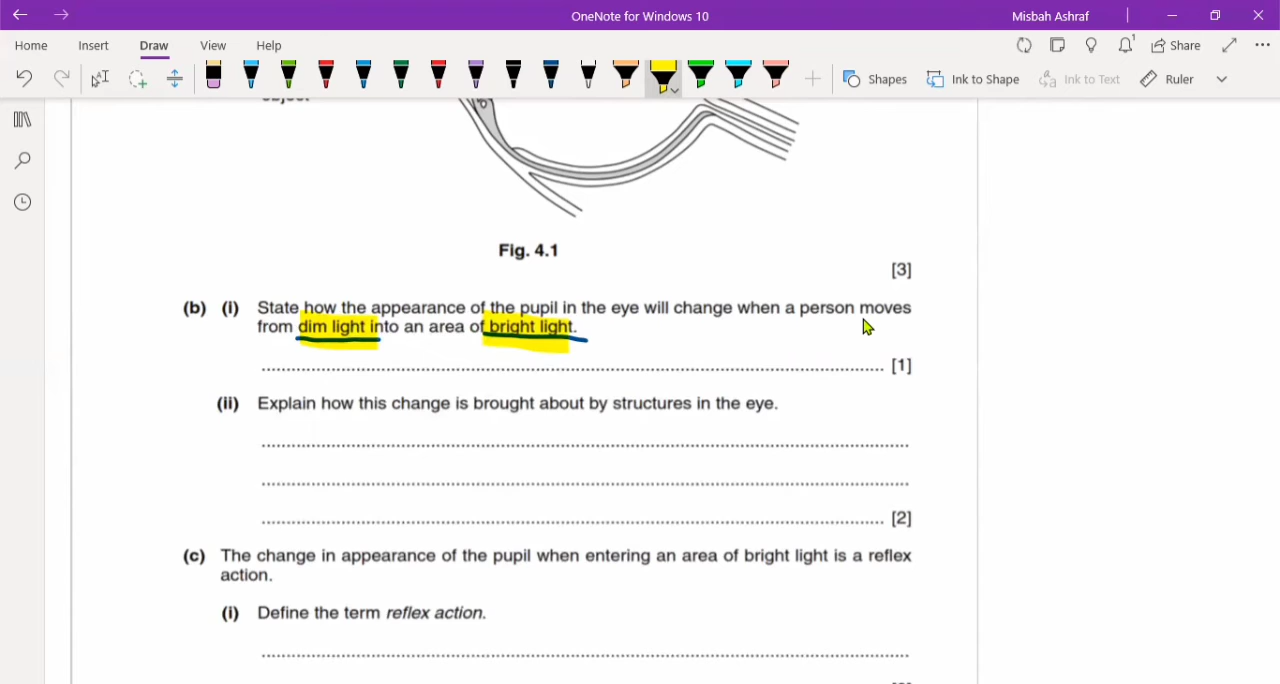 OneNote for Windows 10
Misbah Ashraf
Home Insert Draw View Help
1 Share
Shapes Ink to Shape Ink to Text Ruler
object
Fig. 4.1
[3]
(b) (i) State how the appearance of the pupil in the eye will change when a person moves
from dim light into an area of bright light.
[1]
(ii) Explain how this change is brought about by structures in the eye.
[2]
(c) The change in appearance of the pupil when entering an area of bright light is a reflex
action.
(i) Define the term reflex action.